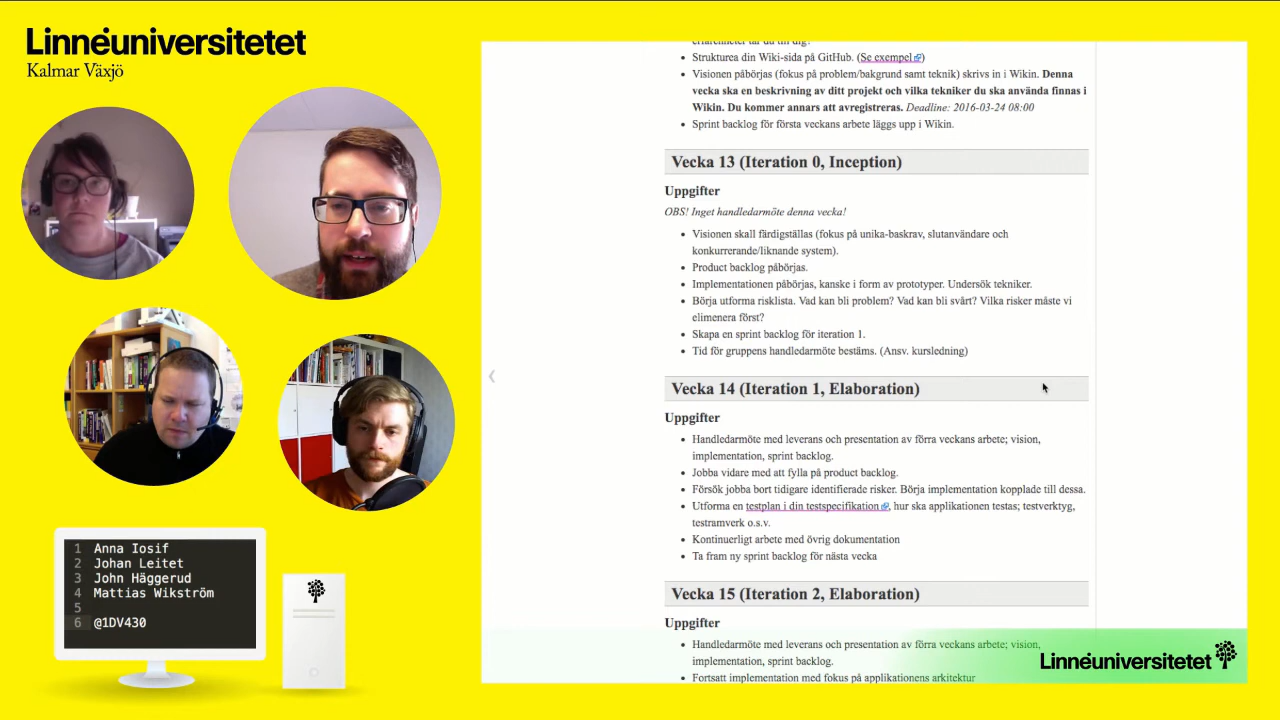 Linnéuniversitetet
Kalmar Växjö
1 Anna Iosif
2 Johan Leitet
3 John Häggerud
4 Mattias Wikström
5
6 @1DV430
erfarenheter tar du till dig?
Strukturea din Wiki-sida på GitHub. (Se exempel)
Visionen påbörjas (fokus på problem/bakgrund samt teknik) skrivs in i Wikin. Denna
vecka ska en beskrivning av ditt projekt och vilka tekniker du ska använda finnas i
Wikin. Du kommer annars att avregistreras. Deadline: 2016-03-24 08:00
Sprint backlog för första veckans arbete läggs upp i Wikin.
Vecka 13 (Iteration 0, Inception)
Uppgifter
OBS! Inget handledarmöte denna vecka!
Visionen skall färdigställas (fokus på unika-baskrav, slutanvändare och
konkurrerande/liknande system).
Product backlog påbörjas.
Implementationen påbörjas, kanske i form av prototyper. Undersök tekniker.
Börja utforma risklista. Vad kan bli problem? Vad kan bli svårt? Vilka risker måste vi
elimenera först?
Skapa en sprint backlog för iteration 1.
Tid för gruppens handledarmöte bestäms. (Ansv. kursledning)
Vecka 14 (Iteration 1, Elaboration)
Uppgifter
Handledarmöte med leverans och presentation av förra veckans arbete; vision,
implementation, sprint backlog.
Jobba vidare med att fylla på product backlog.
Försök jobba bort tidigare identifierade risker. Börja implementation kopplade till dessa.
Utforma en testplan i din testspecifikation, hur ska applikationen testas; testverktyg,
testramverk o.s.v.
Kontinuerligt arbete med övrig dokumentation
Ta fram ny sprint backlog för nästa vecka
Vecka 15 (Iteration 2, Elaboration)
Uppgifter
Handledarmöte med leverans och presentation av förra veckans arbete; vision,
implementation, sprint backlog.
Fortsatt implementation med fokus på applikationens arkitektur
Linnéuniversitetet